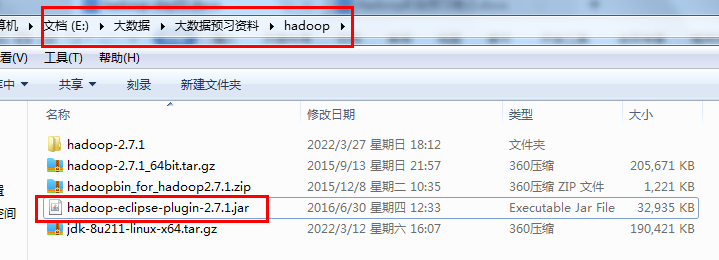 算机 ▸ 文档 (E:) ▸ 大数据 ▸ 大数据预习资料 ▸ hadoop ▸
看(V) 工具(T) 帮助(H)
库中 ▾ 共享 ▾ 刻录 新建文件夹
名称 修改日期 类型 大小
hadoop-2.7.1 2022/3/27 星期日 18:12 文件夹
hadoop-2.7.1_64bit.tar.gz 2015/9/13 星期日 21:57 360压缩 205,671 KB
hadoopbin_for_hadoop2.7.1.zip 2015/12/8 星期二 10:35 360压缩 ZIP 文件 1,221 KB
hadoop-eclipse-plugin-2.7.1.jar 2016/6/30 星期四 12:33 Executable Jar File 32,935 KB
jdk-8u211-linux-x64.tar.gz 2022/3/12 星期六 16:07 360压缩 190,421 KB
置
空间